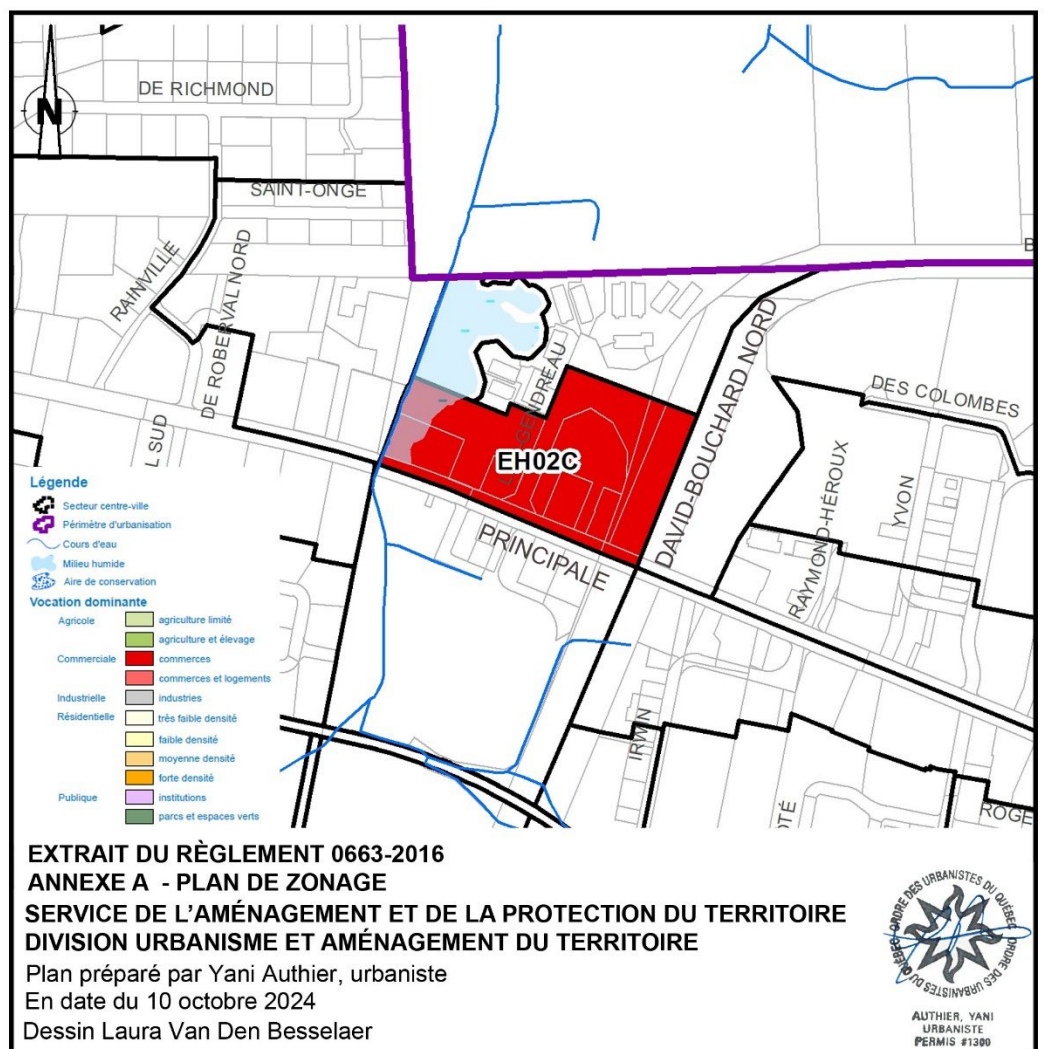 DE RICHMOND
N
SAINT-ONGE
RAINVILLE
DE ROBERVAL NORD
GENDREAU
DAVID-BOUCHARD NORD
DES COLOMBES
L SUD
EH02C
PRINCIPALE
RAYMOND-HÉROUX
YVON
IRWIN
ROGE
Légende
Secteur centre-ville
Périmètre d'urbanisation
Cours d'eau
Milieu humide
Aire de conservation
Vocation dominante
Agricole agriculture limité
agriculture et élevage
Commerciale commerces
commerces et logements
Industrielle industries
Résidentielle très faible densité
faible densité
moyenne densité
forte densité
Publique institutions
parcs et espaces verts
EXTRAIT DU RÈGLEMENT 0663-2016
ANNEXE A - PLAN DE ZONAGE
SERVICE DE L'AMÉNAGEMENT ET DE LA PROTECTION DU TERRITOIRE
DIVISION URBANISME ET AMÉNAGEMENT DU TERRITOIRE
Plan préparé par Yani Authier, urbaniste
En date du 10 octobre 2024
Dessin Laura Van Den Besselaer
ORDRE DES URBANISTES DU QUÉBEC
ORDRE DES URBANISTES DU QUÉBEC
AUTHIER, YANI
URBANISTE
PERMIS #1300